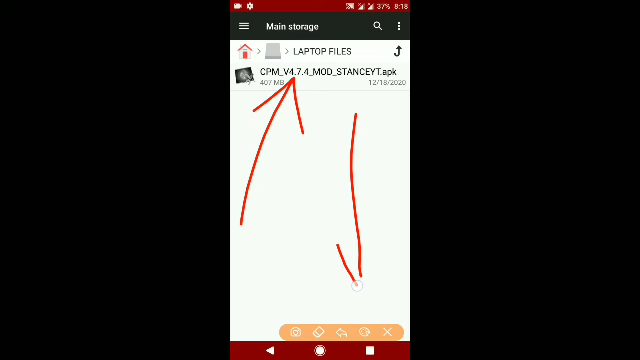 37% 8:18
Main storage
LAPTOP FILES
CPM_V4.7.4_MOD_STANCEYT.apk
407 MB 12/18/2020